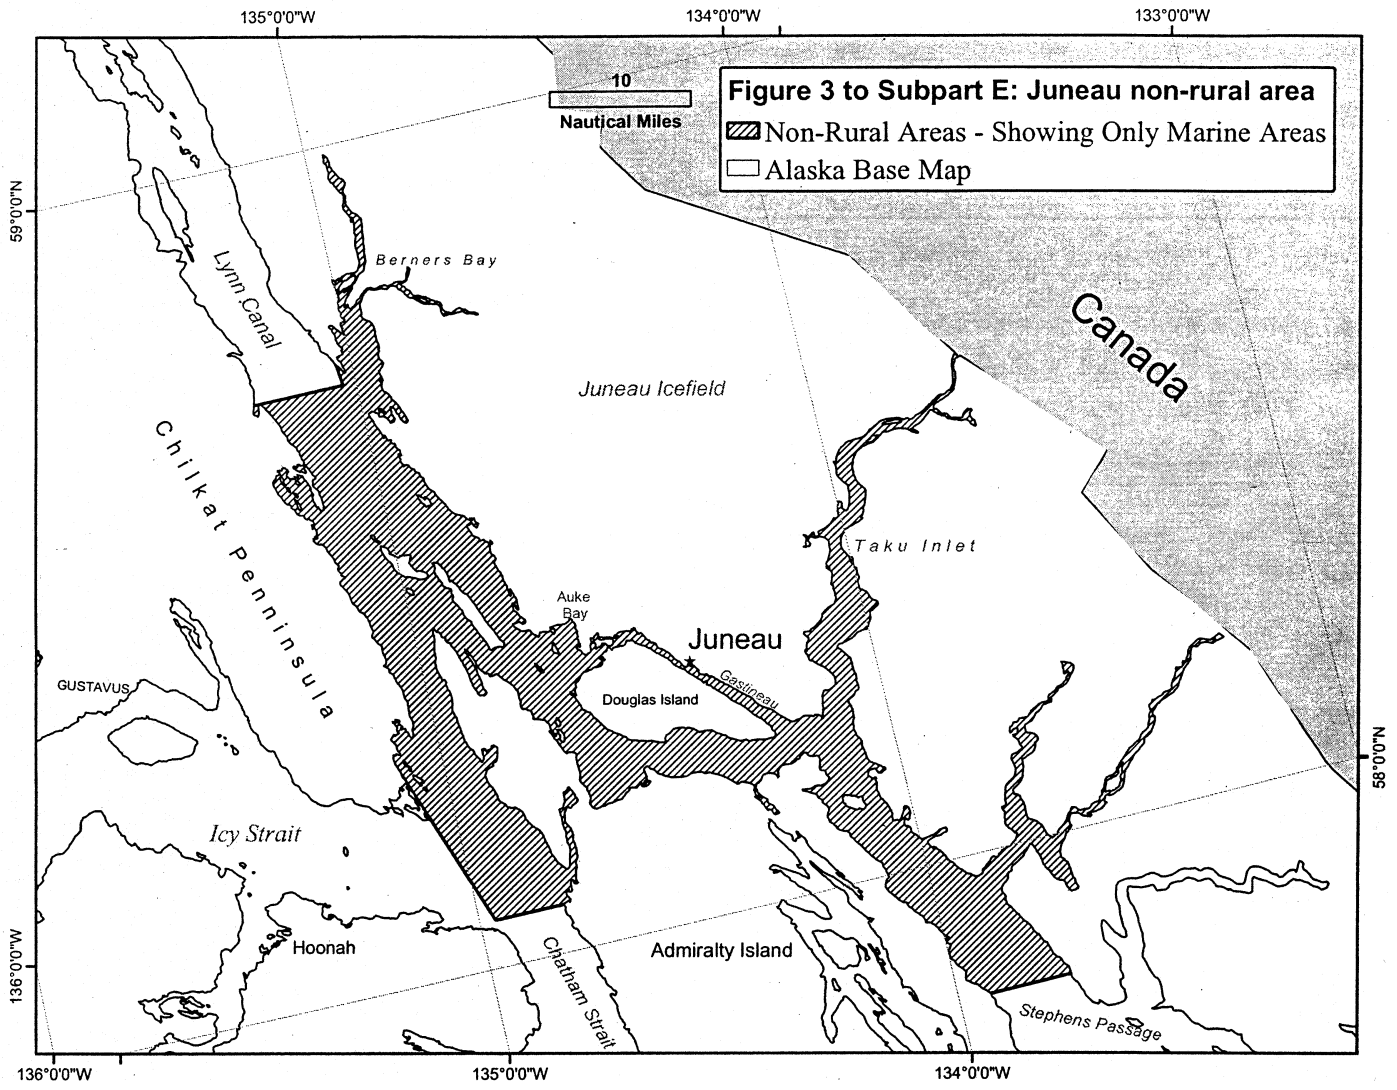 135°0'0"W
134°0'0"W
133°0'0"W
10
Nautical Miles
Figure 3 to Subpart E: Juneau non-rural area
Non-Rural Areas - Showing Only Marine Areas
Alaska Base Map
59°0'0"N
Berners Bay
Lynn Canal
Canada
Juneau Icefield
Chilkat Penninsula
Taku Inlet
Auke
Bay
Juneau
GUSTAVUS
Gastineau
Douglas Island
58°0'0"N
Icy Strait
Hoonah
Admiralty Island
Chatham Strait
136°0'0"W
Stephens Passage
136°0'0"W
135°0'0"W
134°0'0"W